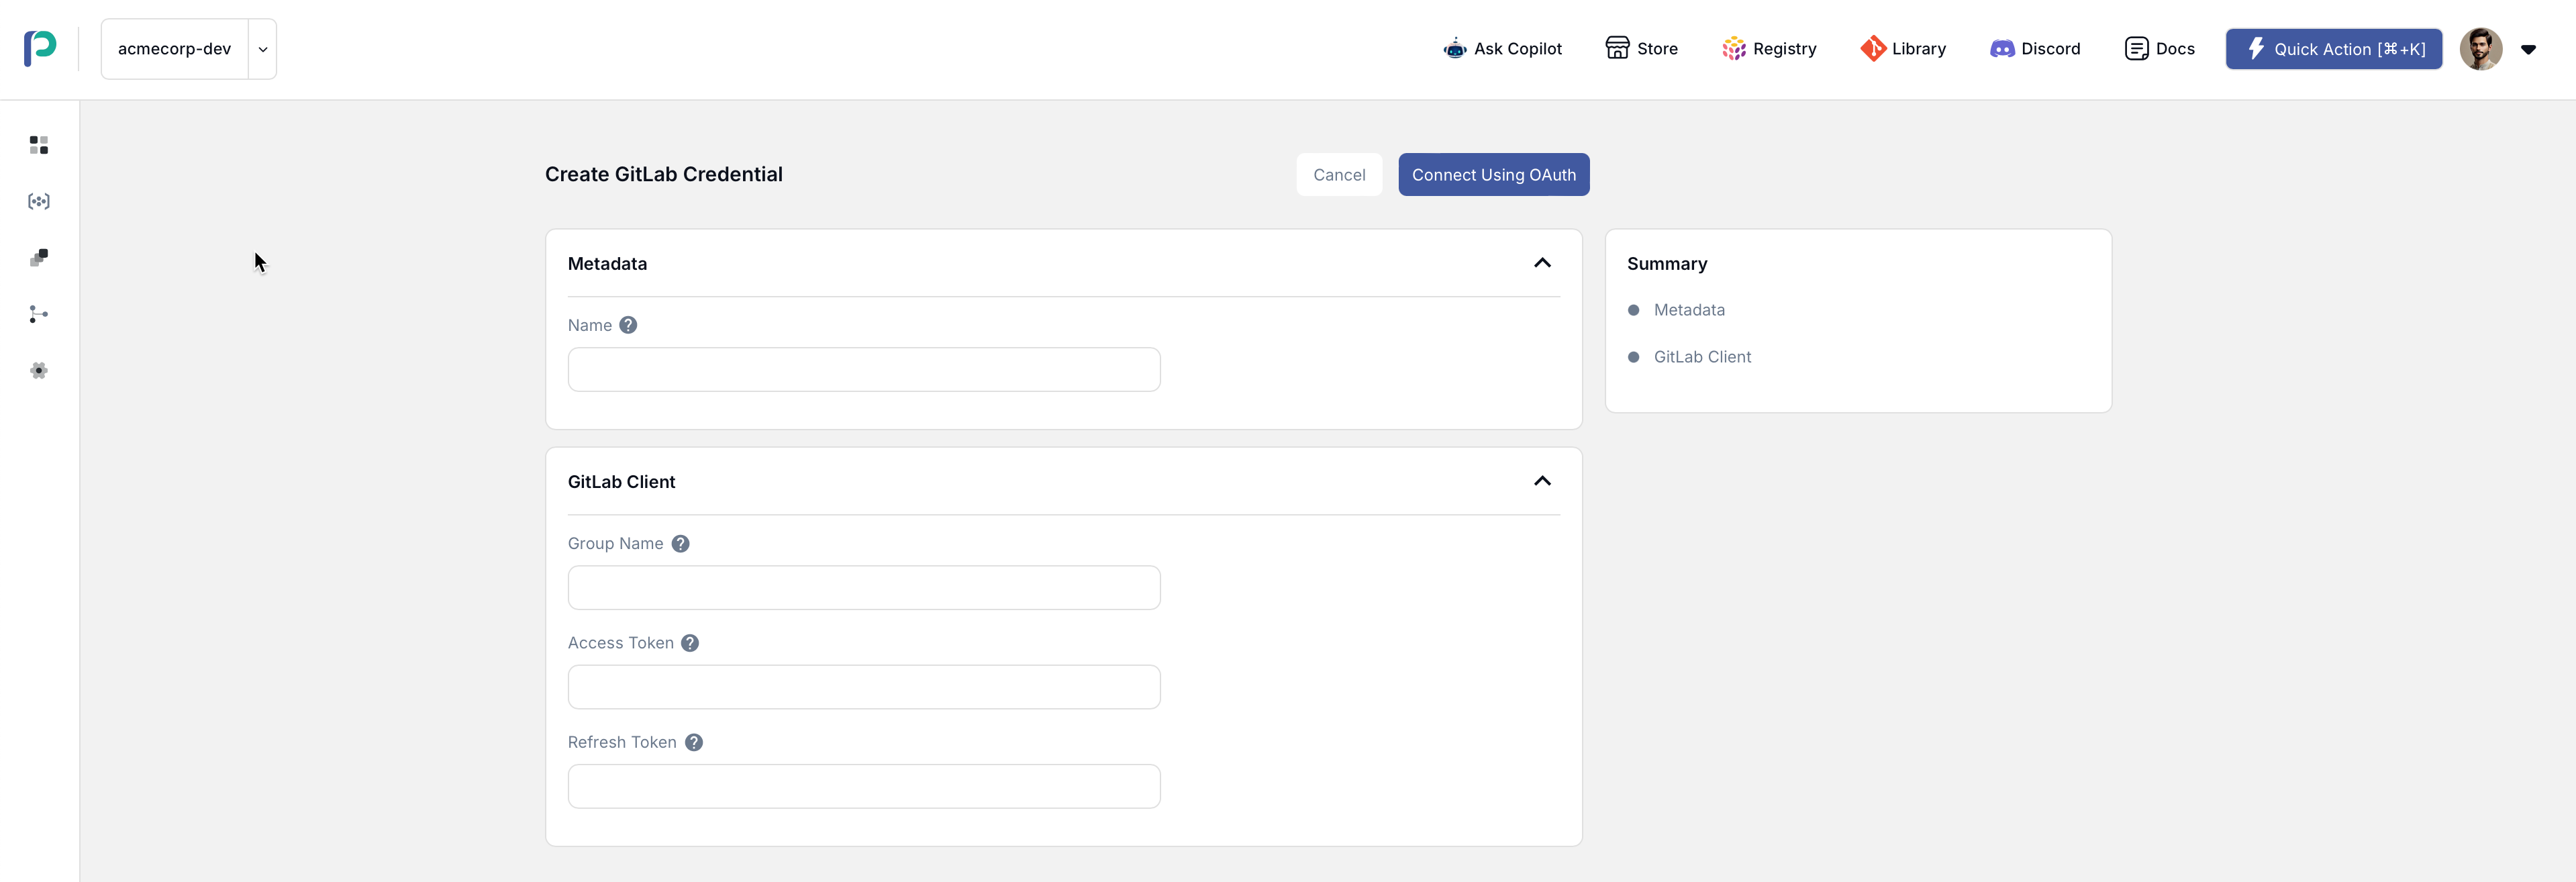 acmecorp-dev
Ask Copilot
Store
Registry
Library
Discord
Docs
Quick Action [⌘+K]
Create GitLab Credential
Cancel
Connect Using OAuth
Metadata
Name ?
GitLab Client
Group Name ?
Access Token ?
Refresh Token ?
Summary
Metadata
GitLab Client